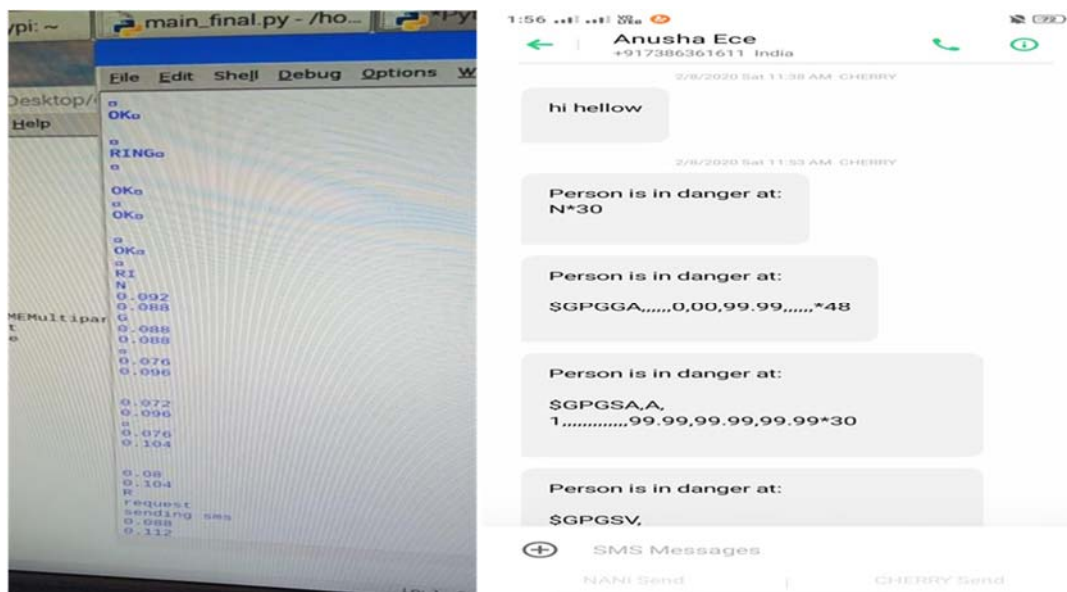 ypi: ~
main_final.py - /ho...
*Py
File Edit Shell Debug Options W
Desktop/
Help
OK
RING
OK
OK
OK
RI
N
0.092
0.088
MEMultipar
G
t
0.088
e
0.088
0.076
0.096
0.072
0.096
0.076
0.104
0.08
0.104
R
request
sending sms
0.088
0.112
1:56
72
Anusha Ece
+917386361611 India
2/8/2020 Sat 11:38 AM CHERRY
hi hellow
2/8/2020 Sat 11:53 AM CHERRY
Person is in danger at:
N*30
Person is in danger at:
$GPGGA,,,,,,0,00,99.99,,,,,,*48
Person is in danger at:
$GPGSA,A,
1,,,,,,,,,,,,,99.99,99.99,99.99*30
Person is in danger at:
$GPGSV,
SMS Messages
NANI Send
CHERRY Send